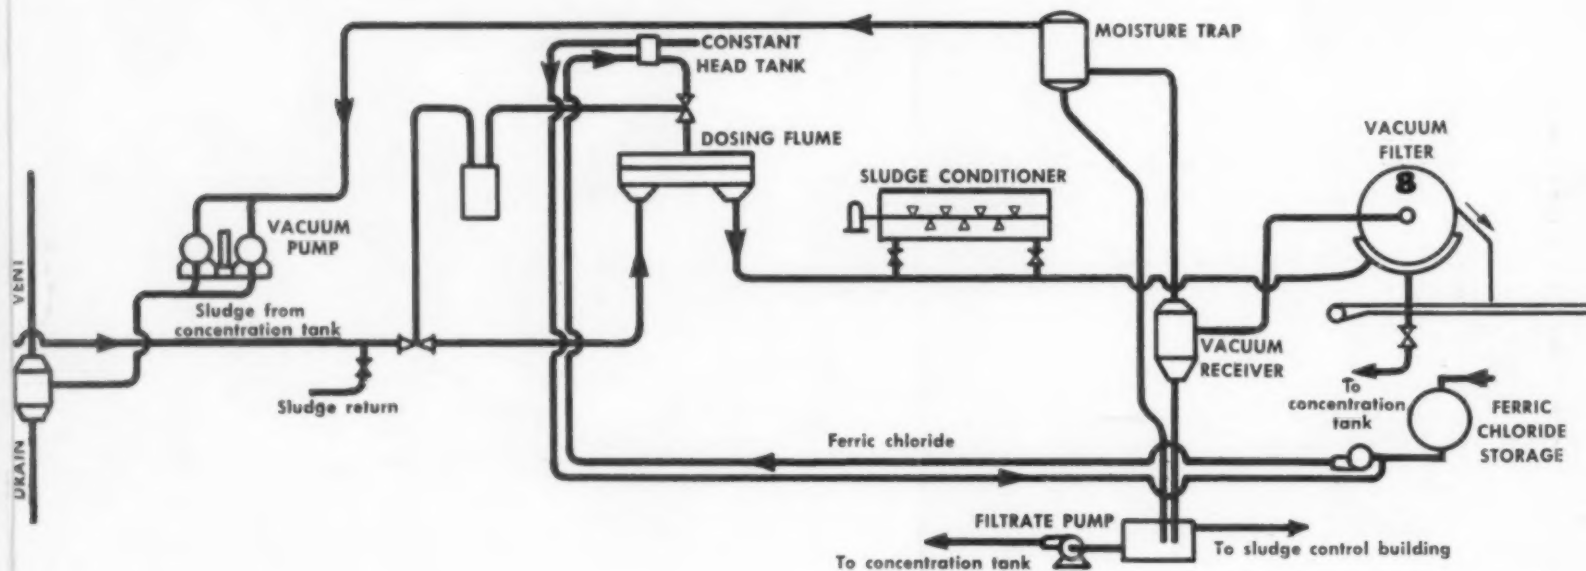 MOISTURE TRAP
CONSTANT
HEAD TANK
DOSING FLUME
SLUDGE CONDITIONER
VACUUM
FILTER
8
VACUUM
PUMP
VENT
Sludge from
concentration tank
Sludge return
DRAIN
VACUUM
RECEIVER
To
concentration
tank
FERRIC
CHLORIDE
STORAGE
Ferric chloride
FILTRATE PUMP
To concentration tank
To sludge control building